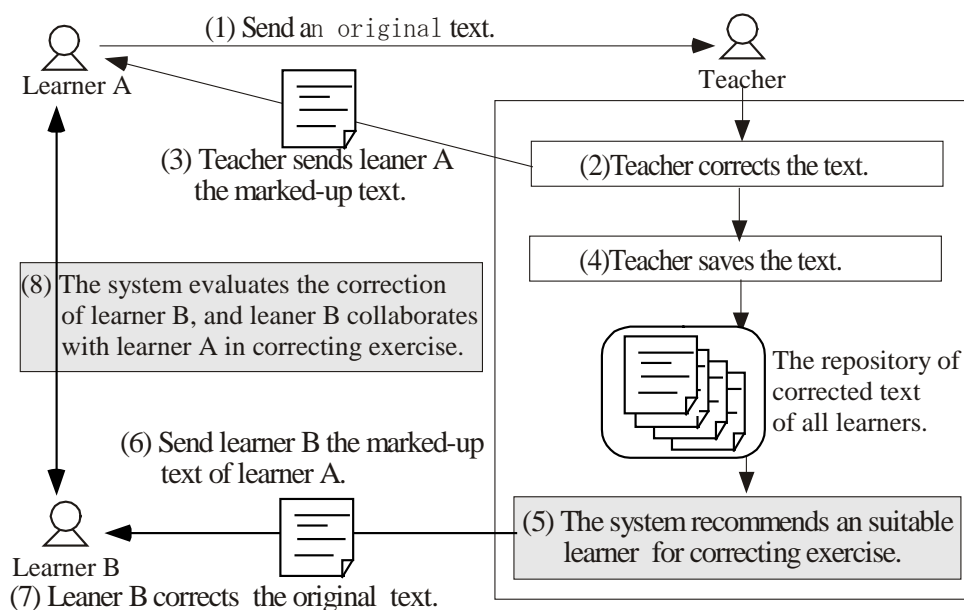 (1) Send an original text.
Learner A
Teacher
(3) Teacher sends leaner A
the marked-up text.
(2)Teacher corrects the text.
(4)Teacher saves the text.
(8) The system evaluates the correction
of learner B, and leaner B collaborates
with learner A in correcting exercise.
The repository of
corrected text
of all learners.
(6) Send learner B the marked-up
text of learner A.
(5) The system recommends an suitable
learner for correcting exercise.
Learner B
(7) Leaner B corrects the original text.